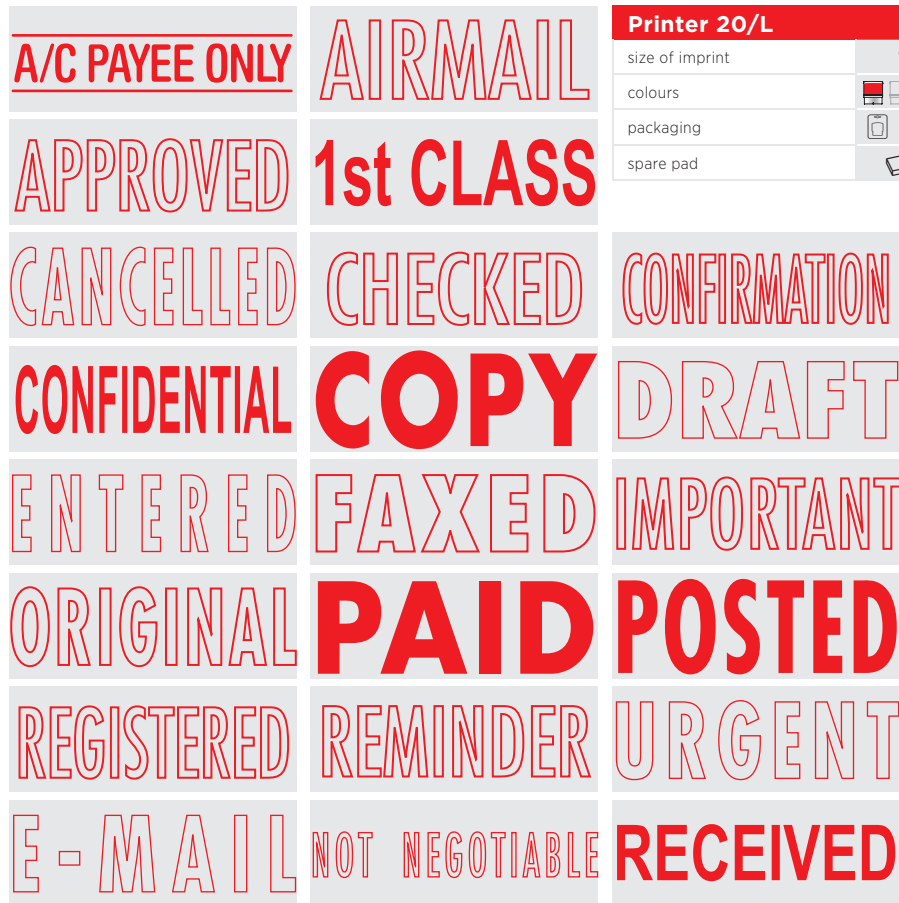 A/C PAYEE ONLY
AIRMAIL
Printer 20/L
size of imprint
colours
packaging
spare pad
APPROVED
1st CLASS
CANCELLED
CHECKED
CONFIRMATION
CONFIDENTIAL
COPY
DRAFT
ENTERED
FAXED
IMPORTANT
ORIGINAL
PAID
POSTED
REGISTERED
REMINDER
URGENT
E-MAIL
NOT NEGOTIABLE
RECEIVED